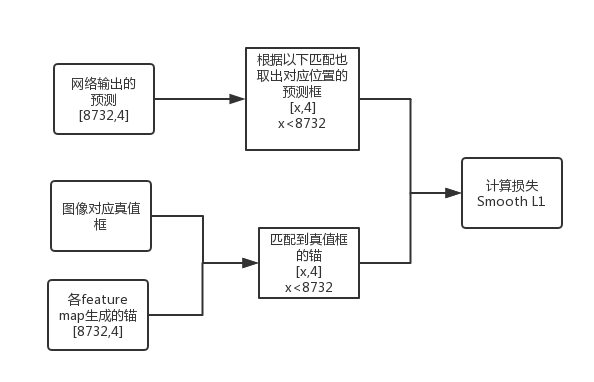 网络输出的
预测
[8732,4]
根据以下匹配也
取出对应位置的
预测框
[x,4]
x<8732
图像对应真值
框
各feature
map生成的锚
[8732,4]
匹配到真值框
的锚
[x,4]
x<8732
计算损失
Smooth L1